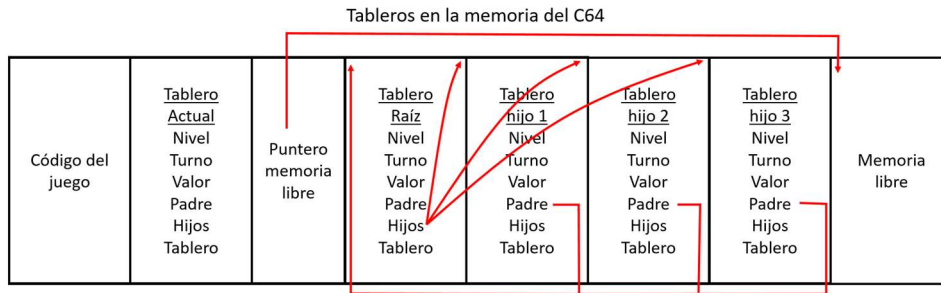 Tableros en la memoria del C64
Código del
juego
Tablero
Actual
Nivel
Turno
Valor
Padre
Hijos
Tablero
Puntero
memoria
libre
Tablero
Raíz
Nivel
Turno
Valor
Padre
Hijos
Tablero
Tablero
hijo 1
Nivel
Turno
Valor
Padre
Hijos
Tablero
Tablero
hijo 2
Nivel
Turno
Valor
Padre
Hijos
Tablero
Tablero
hijo 3
Nivel
Turno
Valor
Padre
Hijos
Tablero
Memoria
libre